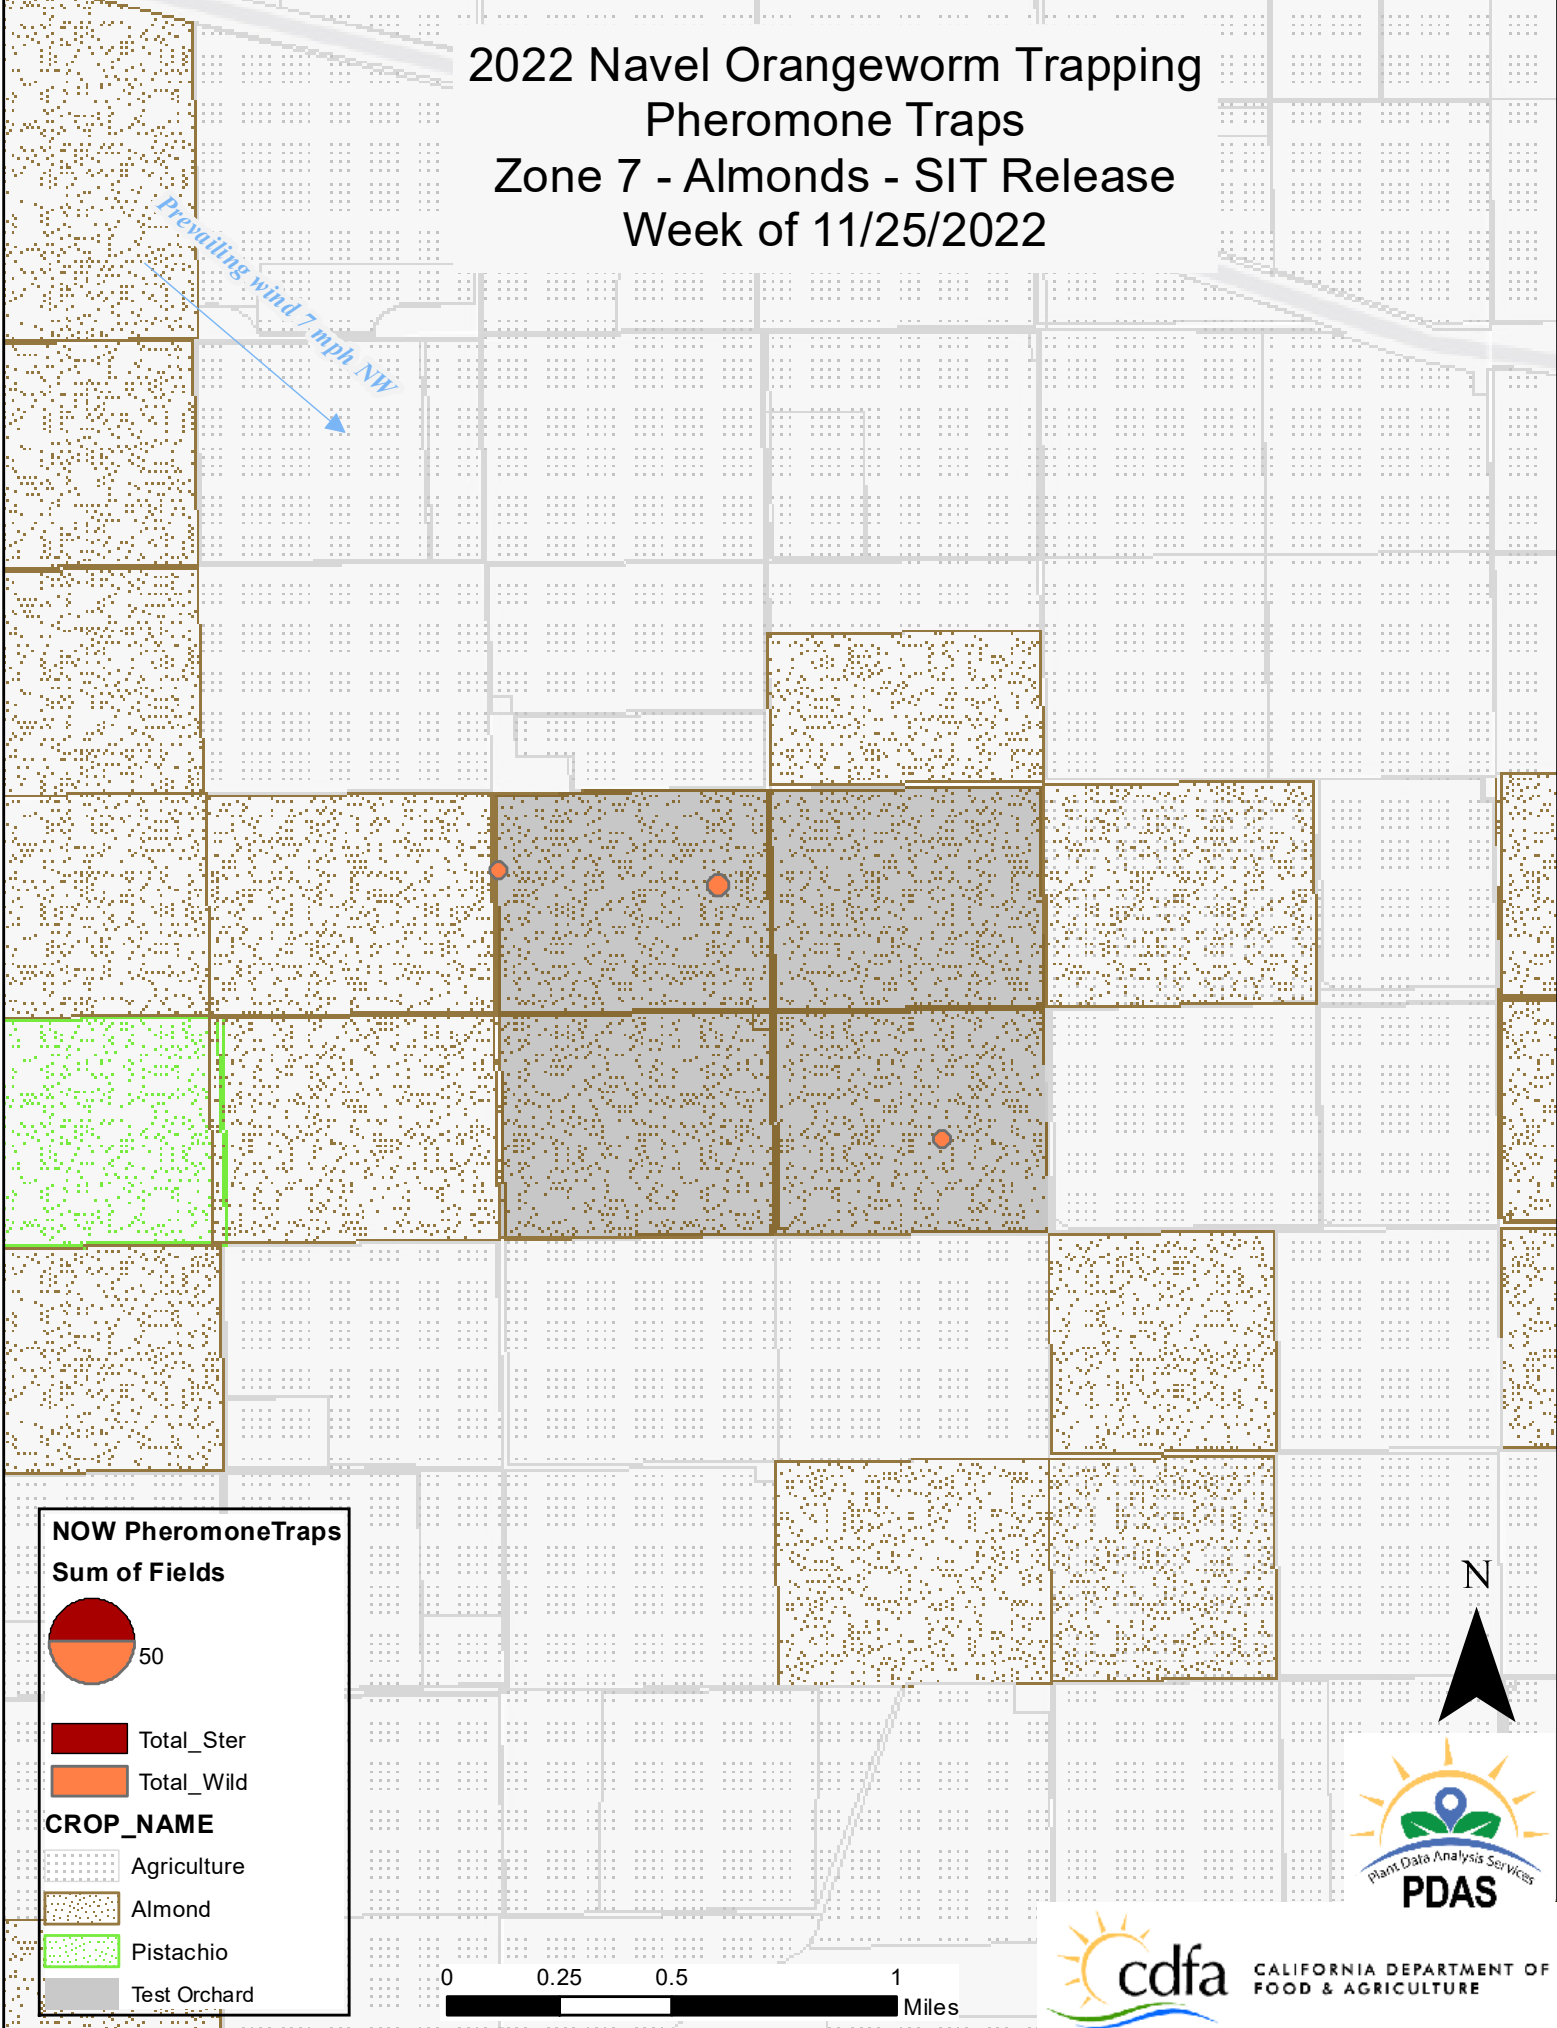 2022 Navel Orangeworm Trapping
Pheromone Traps
Zone 7 - Almonds - SIT Release
Week of 11/25/2022
Prevailing wind 7 mph NW
NOW PheromoneTraps
Sum of Fields
50
Total_Ster
Total_Wild
CROP_NAME
Agriculture
Almond
Pistachio
Test Orchard
0 0.25 0.5 1
Miles
N
Plant Data Analysis Services
PDAS
cdfa
CALIFORNIA DEPARTMENT OF
FOOD & AGRICULTURE